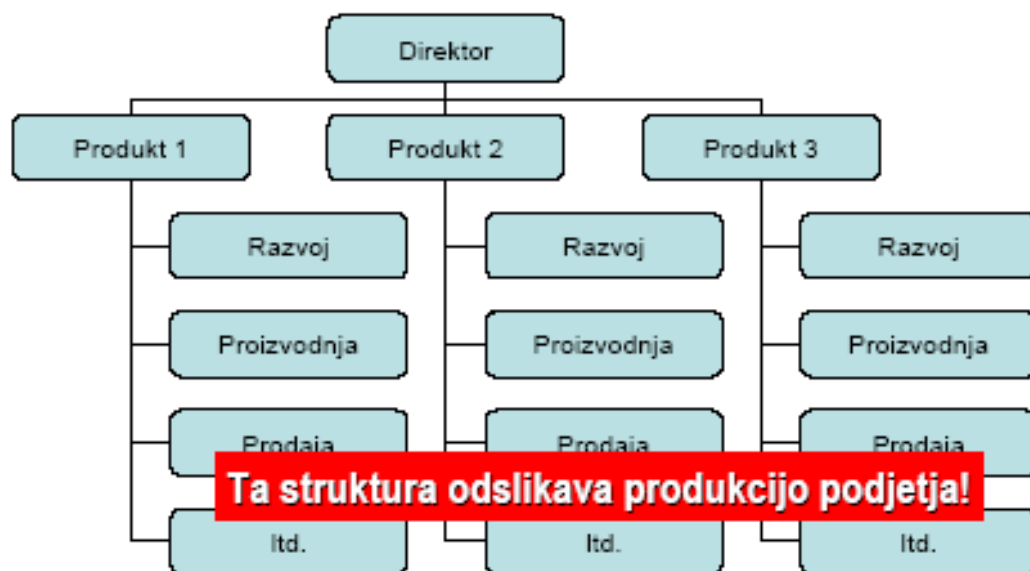 Direktor
Produkt 1
Produkt 2
Produkt 3
Razvoj
Razvoj
Razvoj
Proizvodnja
Proizvodnja
Proizvodnja
Prodaja
Prodaja
Prodaja
Ta struktura odslikava produkcijo podjetja!
Itd.
Itd.
Itd.